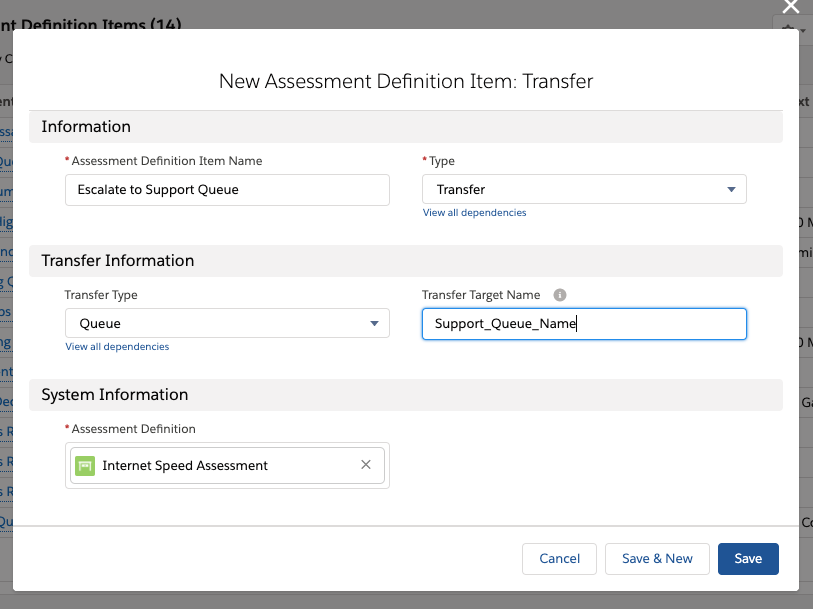 nt Definition Items (14)
New Assessment Definition Item: Transfer
Information
*Assessment Definition Item Name
*Type
Escalate to Support Queue
Transfer
View all dependencies
Transfer Information
Transfer Type
Transfer Target Name
Queue
Support_Queue_Name
View all dependencies
System Information
*Assessment Definition
Internet Speed Assessment
Cancel
Save & New
Save